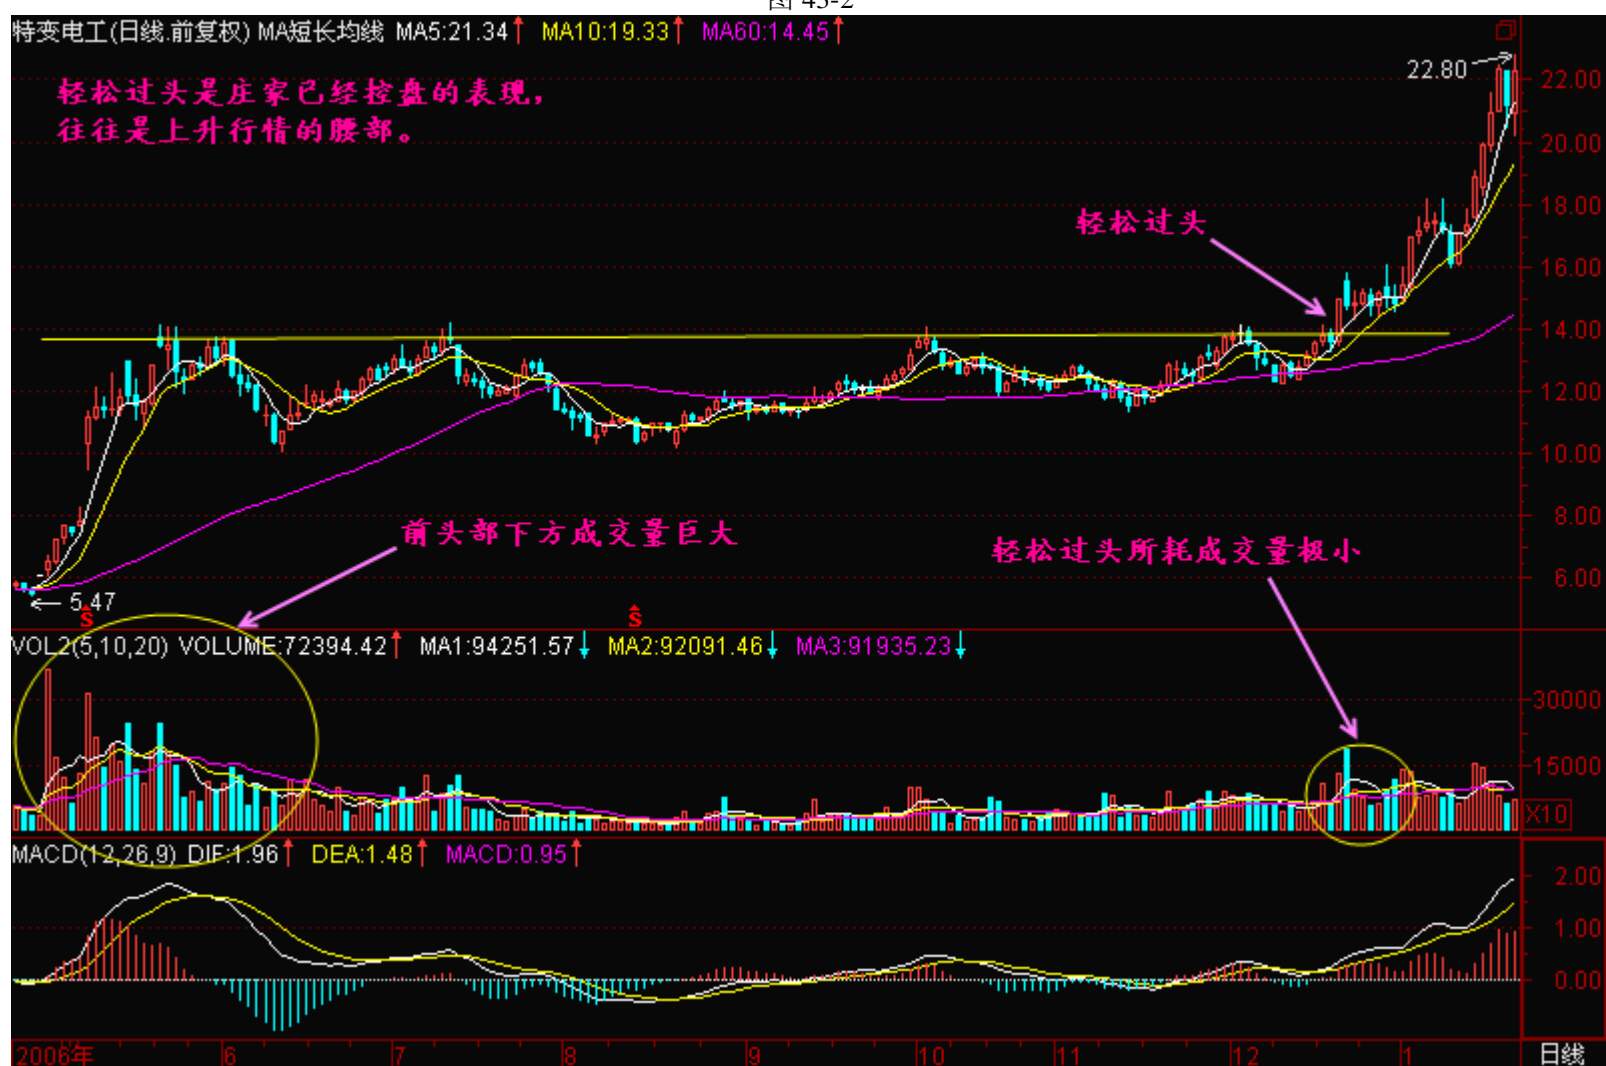 图 43-2
特变电工(日线.前复权) MA短长均线 MA5:21.34↑ MA10:19.33↑ MA60:14.45↑
22.80
22.00
轻松过头是庄家已经控盘的表现，
往往是上升行情的腰部。
20.00
轻松过头
18.00
16.00
14.00
12.00
10.00
前头部下方成交量巨大
8.00
轻松过头所耗成交量极小
6.00
5.47
S S
VOL2(5,10,20) VOLUME:72394.42↑ MA1:94251.57↓ MA2:92091.46↓ MA3:91935.23↓
30000
15000
X10
MACD(12,26,9) DIF:1.96↑ DEA:1.48↑ MACD:0.95↑
2.00
1.00
0.00
2006年 6 7 8 9 10 11 12 1 日线